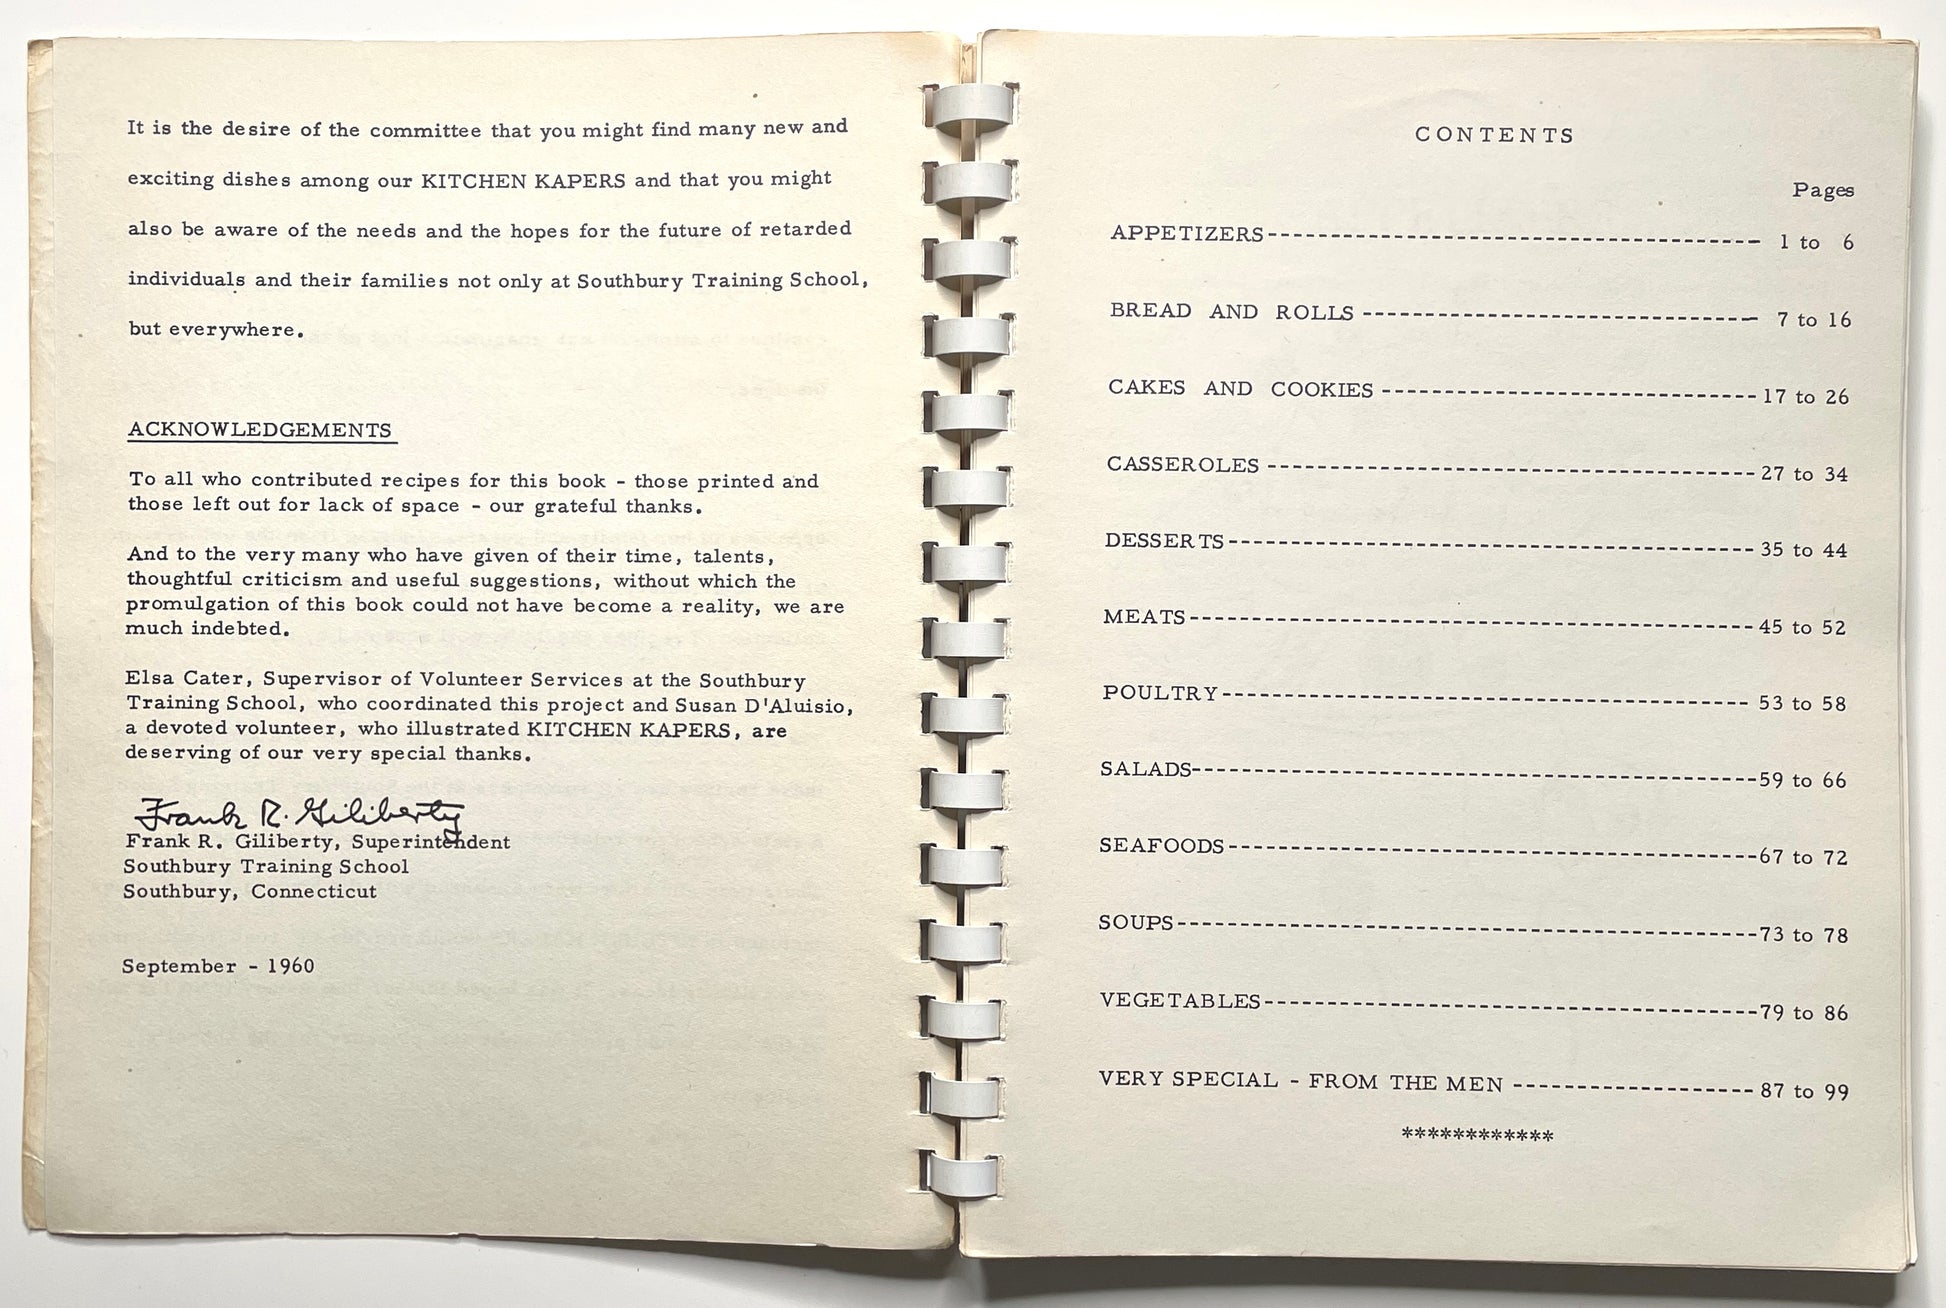 It is the desire of the committee that you might find many new and
exciting dishes among our KITCHEN KAPERS and that you might
also be aware of the needs and the hopes for the future of retarded
individuals and their families not only at Southbury Training School,
but everywhere.
ACKNOWLEDGEMENTS
To all who contributed recipes for this book - those printed and
those left out for lack of space - our grateful thanks.
And to the very many who have given of their time, talents,
thoughtful criticism and useful suggestions, without which the
promulgation of this book could not have become a reality, we are
much indebted.
Elsa Cater, Supervisor of Volunteer Services at the Southbury
Training School, who coordinated this project and Susan D'Aluisio,
a devoted volunteer, who illustrated KITCHEN KAPERS, are
deserving of our very special thanks.
Frank R. Giliberty
Frank R. Giliberty, Superintendent
Southbury Training School
Southbury, Connecticut
September - 1960
CONTENTS
Pages
APPETIZERS---------------------------------------- 1 to 6
BREAD AND ROLLS -------------------------------- 7 to 16
CAKES AND COOKIES ------------------------------ 17 to 26
CASSEROLES --------------------------------------- 27 to 34
DESSERTS------------------------------------------ 35 to 44
MEATS--------------------------------------------- 45 to 52
POULTRY------------------------------------------ 53 to 58
SALADS---------------------------------------------59 to 66
SEAFOODS------------------------------------------67 to 72
SOUPS----------------------------------------------73 to 78
VEGETABLES---------------------------------------79 to 86
VERY SPECIAL - FROM THE MEN ------------------- 87 to 99
************